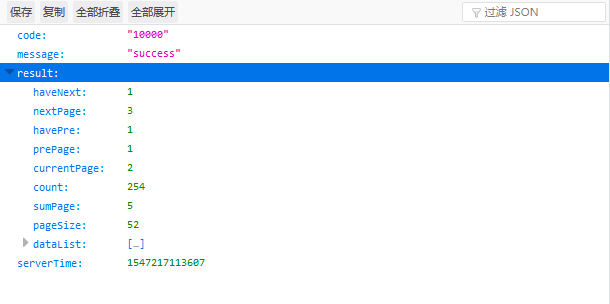 保存 复制 全部折叠 全部展开 过滤 JSON
code: "10000"
message: "success"
result:
haveNext: 1
nextPage: 3
havePre: 1
prePage: 1
currentPage: 2
count: 254
sumPage: 5
pageSize: 52
dataList: […]
serverTime: 1547217113607